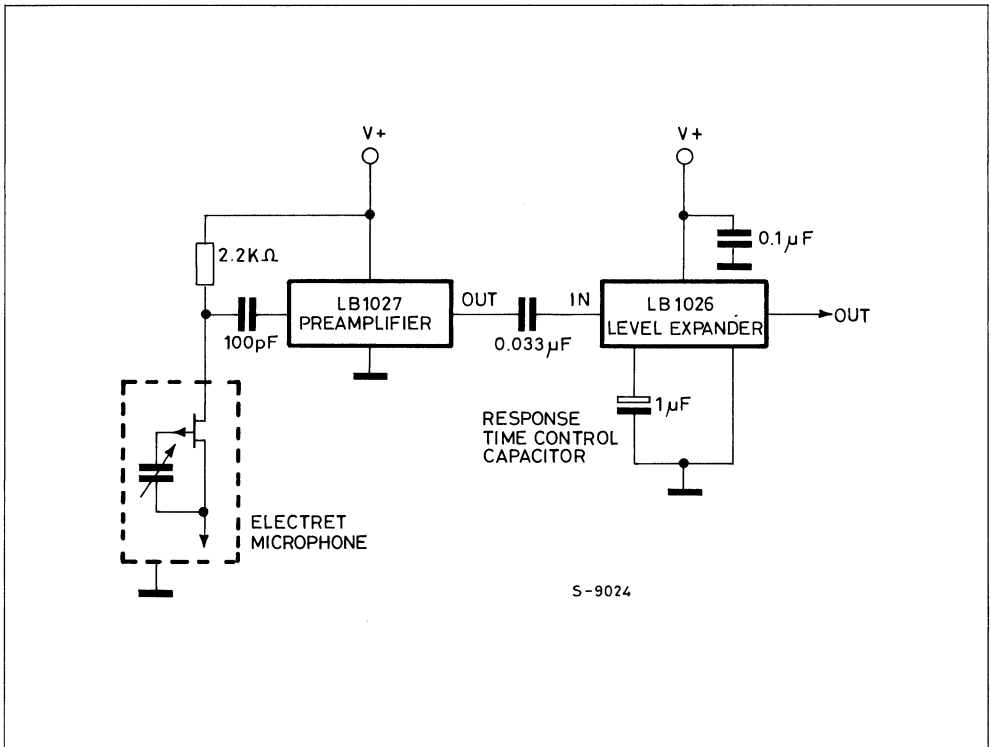 V+
V+
2.2KΩ
0.1µF
LB1027
PREAMPLIFIER
OUT
IN
LB1026
LEVEL EXPANDER
OUT
100pF
0.033µF
1µF
RESPONSE
TIME CONTROL
CAPACITOR
ELECTRET
MICROPHONE
S-9024